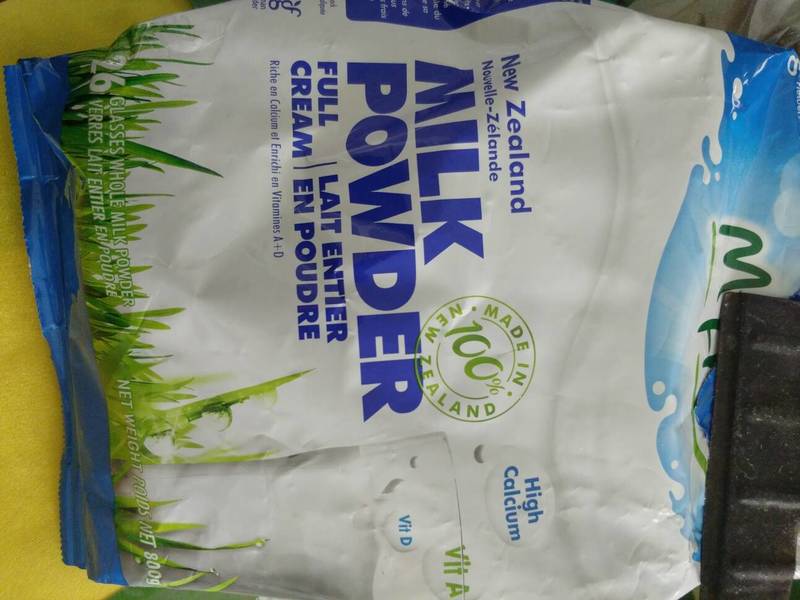 New Zealand
Nouvelle-Zélande
MILK
POWDER
FULL
CREAM
LAIT ENTIER
EN POUDRE
Riche en Calcium et Enrichi en Vitamines A+D
MADE IN
100%
NEW ZEALAND
High
Calcium
Vit D
Vit A
26 GLASSES WHOLE MILK POWDER
VERRES LAIT ENTIER EN POUDRE
NET WEIGHT/POIDS NET 800g